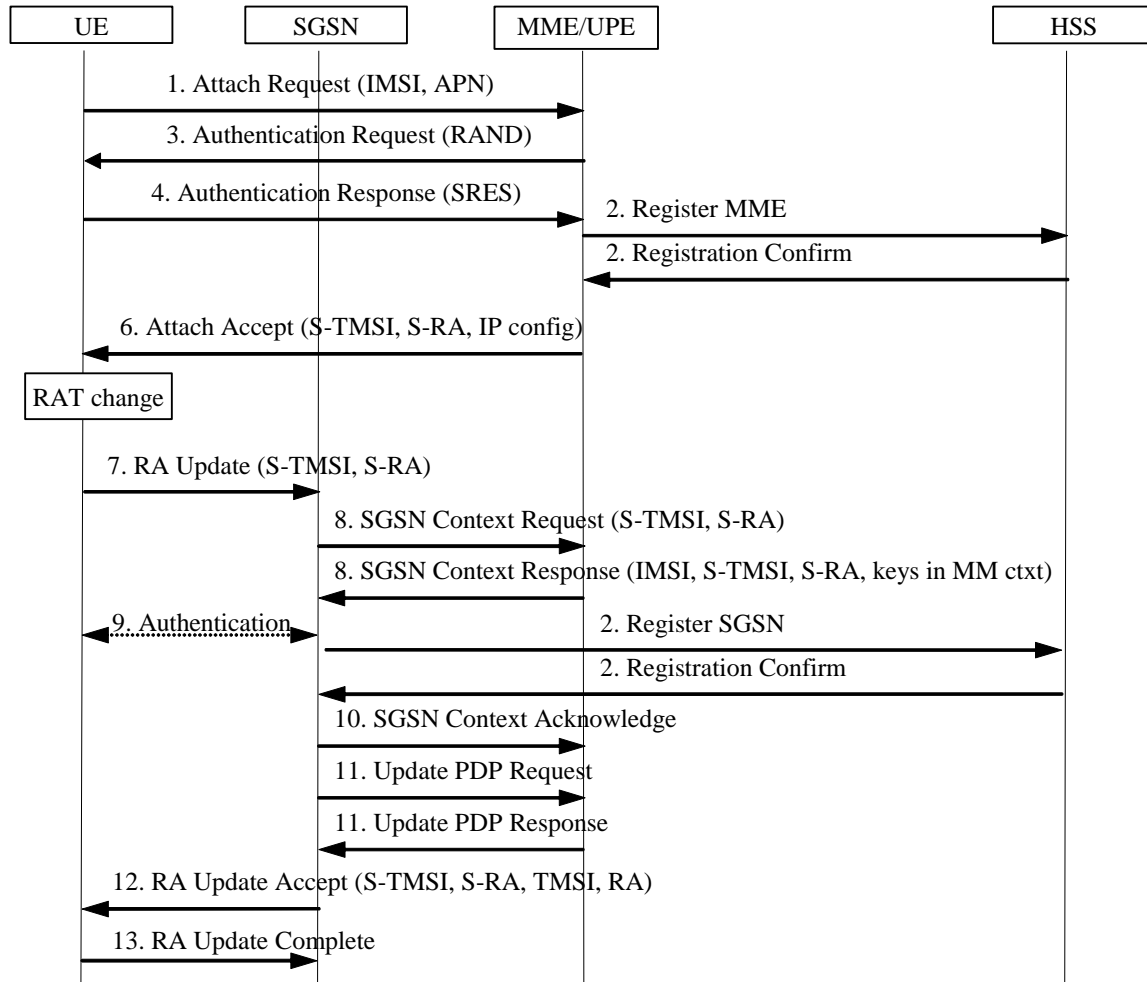 UE
SGSN
MME/UPE
HSS
1. Attach Request (IMSI, APN)
3. Authentication Request (RAND)
4. Authentication Response (SRES)
2. Register MME
2. Registration Confirm
6. Attach Accept (S-TMSI, S-RA, IP config)
RAT change
7. RA Update (S-TMSI, S-RA)
8. SGSN Context Request (S-TMSI, S-RA)
8. SGSN Context Response (IMSI, S-TMSI, S-RA, keys in MM ctxt)
9. Authentication
2. Register SGSN
2. Registration Confirm
10. SGSN Context Acknowledge
11. Update PDP Request
11. Update PDP Response
12. RA Update Accept (S-TMSI, S-RA, TMSI, RA)
13. RA Update Complete